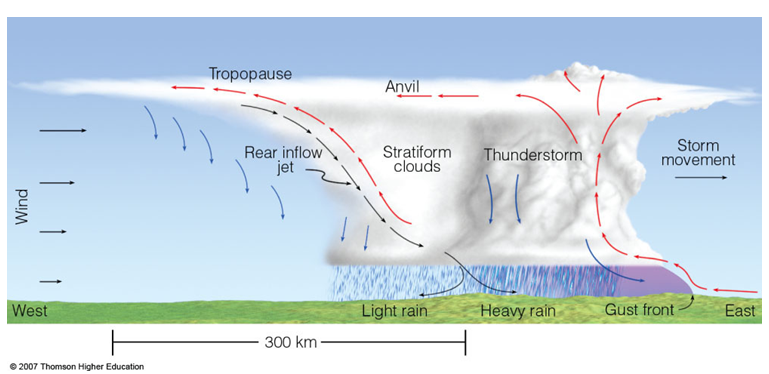 Tropopause
Anvil
Rear inflow
jet
Stratiform
clouds
Thunderstorm
Storm
movement
Wind
West
Light rain
Heavy rain
Gust front
East
300 km
© 2007 Thomson Higher Education